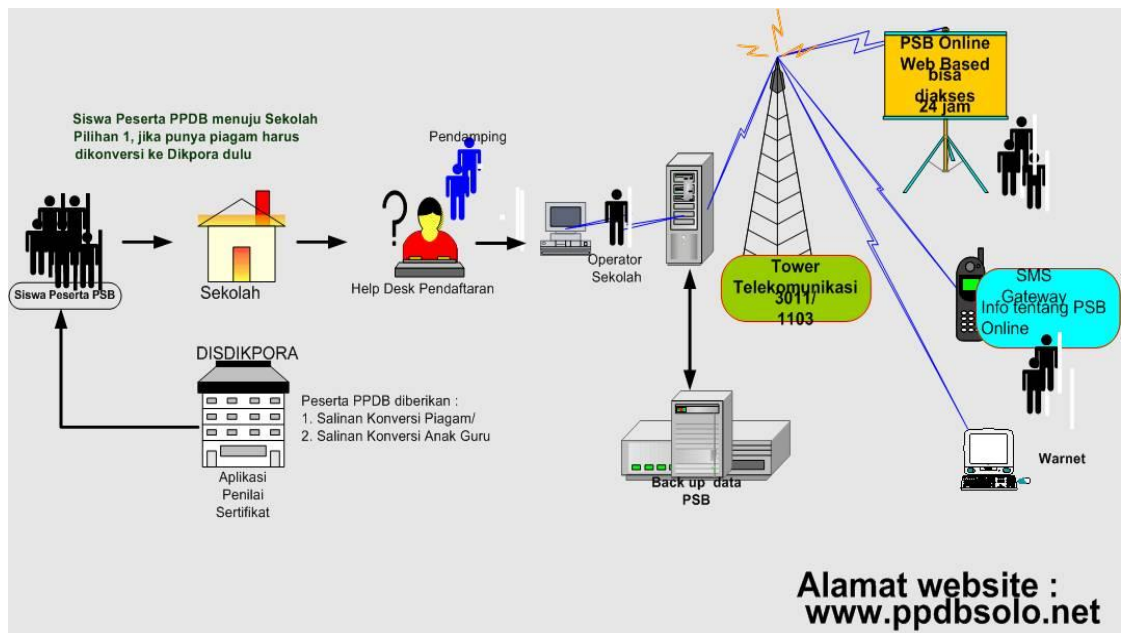 Siswa Peserta PPDB menuju Sekolah
Pilihan 1, jika punya piagam harus
dikonversi ke Dikpora dulu
Siswa Peserta PSB
Sekolah
Pendamping
?
Help Desk Pendaftaran
Operator
Sekolah
Tower
Telekomunikasi
3011/
1103
PSB Online
Web Based
bisa
diakses
24 jam
SMS
Gateway
Info tentang PSB
Online
Warnet
DISDIKPORA
Aplikasi
Penilai
Sertifikat
Peserta PPDB diberikan :
1. Salinan Konversi Piagam/
2. Salinan Konversi Anak Guru
Back up data
PSB
Alamat website :
www.ppdbsolo.net